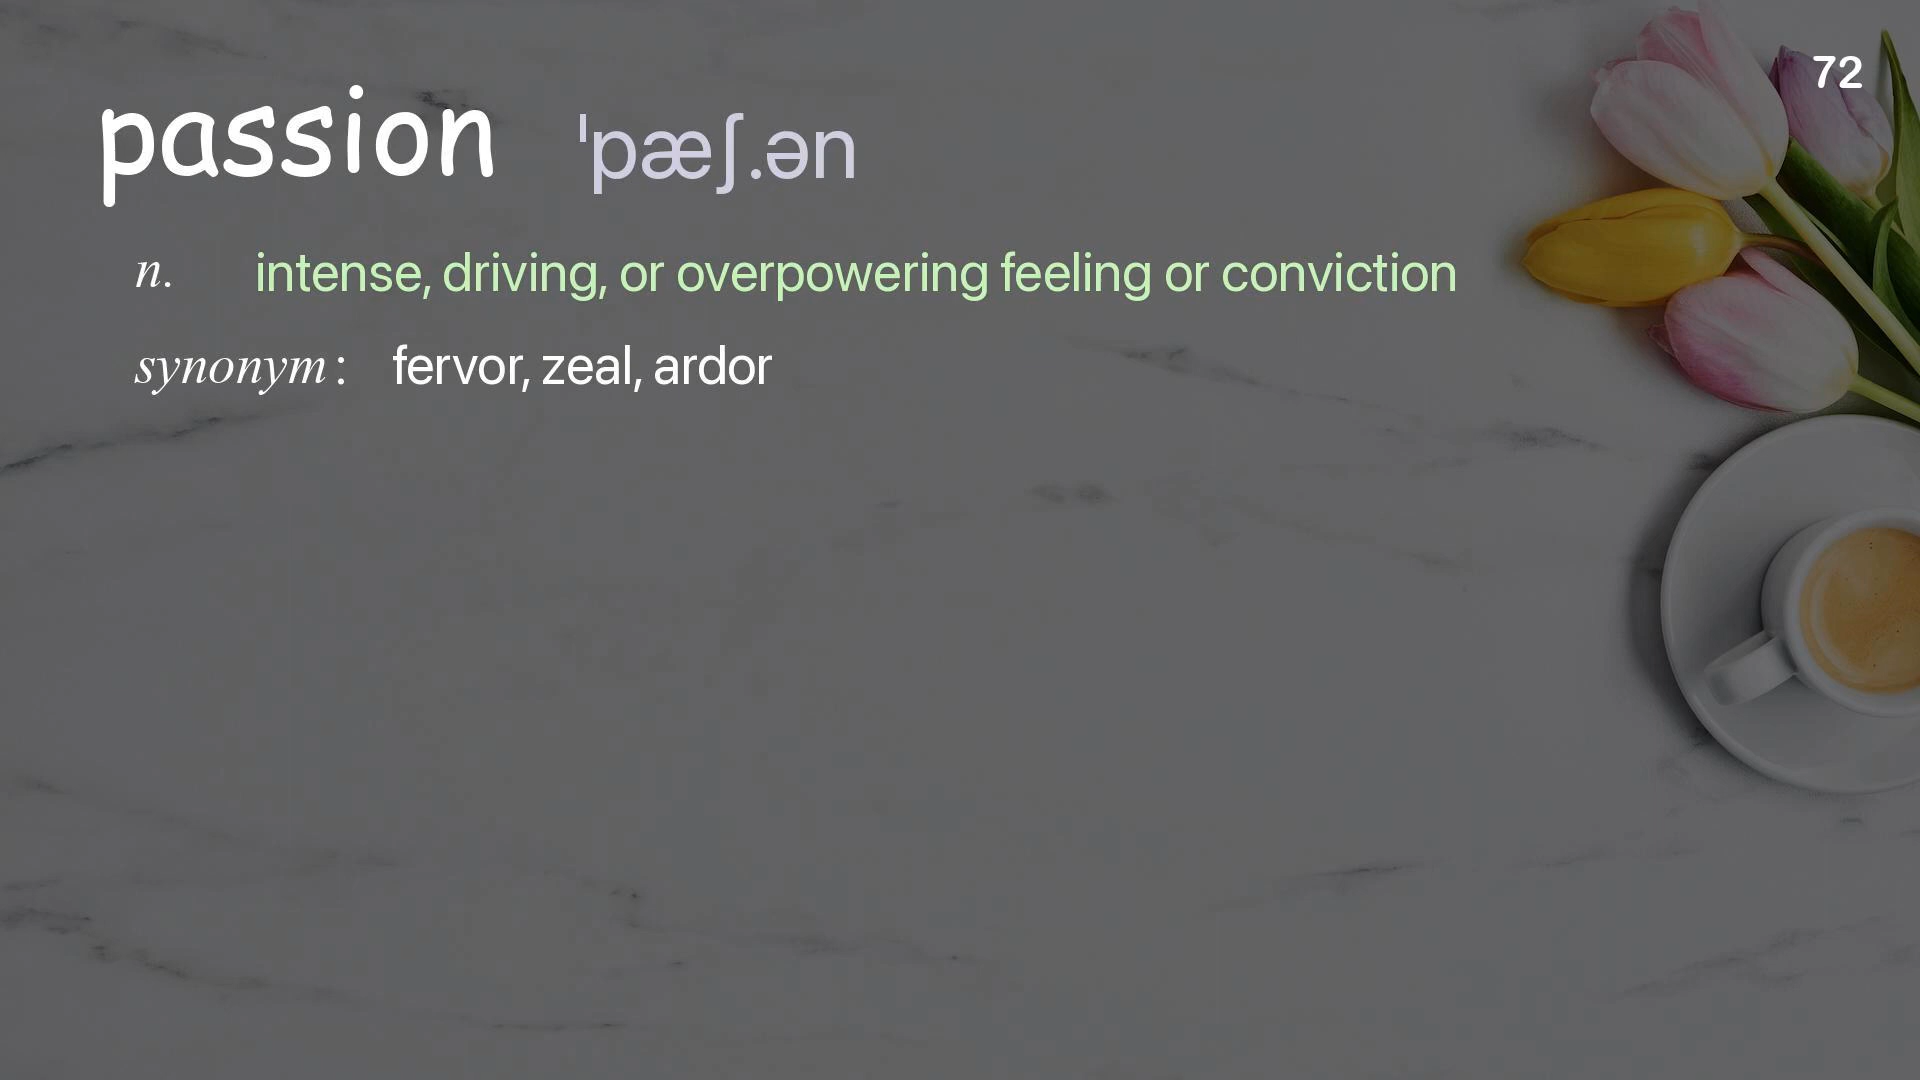 72
passion ˈpæʃ.ən
n. intense, driving, or overpowering feeling or conviction
synonym: fervor, zeal, ardor